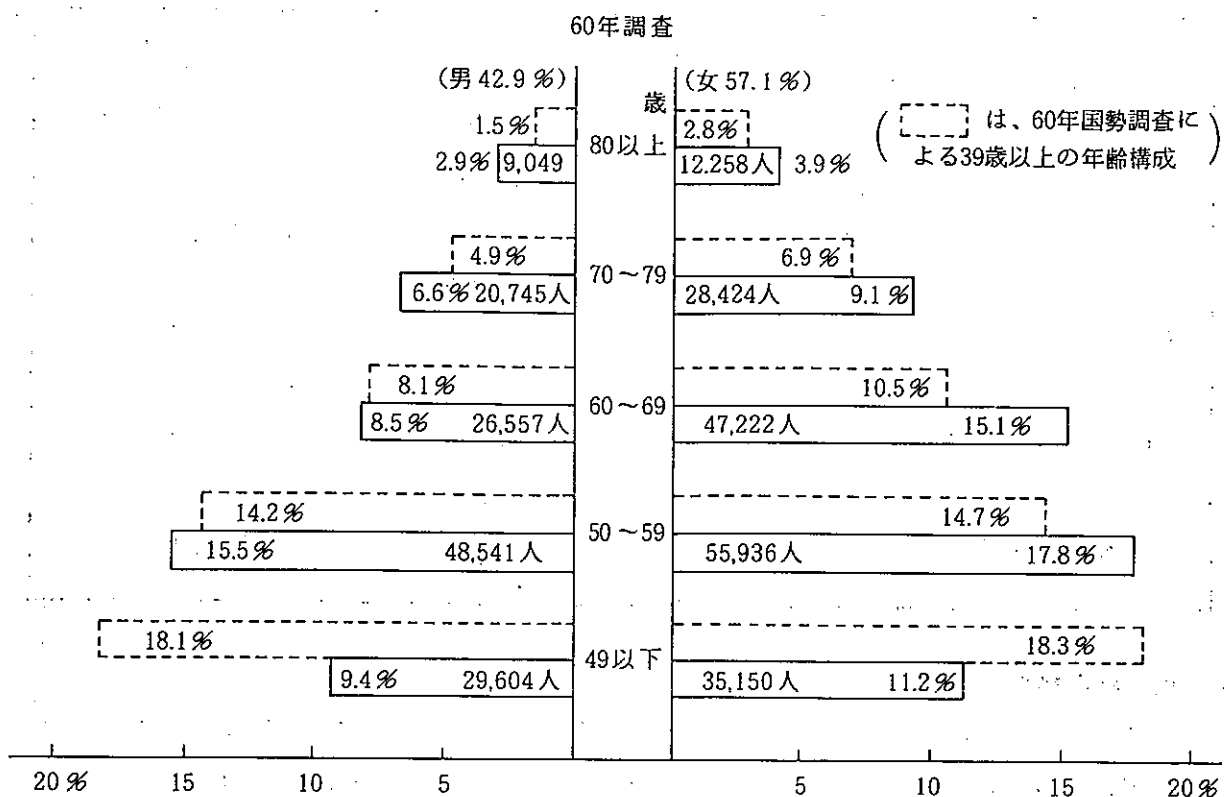 60年調査
(男 42.9%)
(女 57.1%)
は、60年国勢調査に
よる39歳以上の年齢構成
歳
80以上
1.5%
2.8%
2.9% 9,049
12.258人 3.9%
70~79
4.9%
6.9%
6.6% 20,745人
28,424人 9.1%
60~69
8.1%
10.5%
8.5% 26,557人
47,222人 15.1%
50~59
14.2%
14.7%
15.5% 48,541人
55,936人 17.8%
49以下
18.1%
18.3%
9.4% 29,604人
35,150人 11.2%
20% 15 10 5
5 10 15 20%